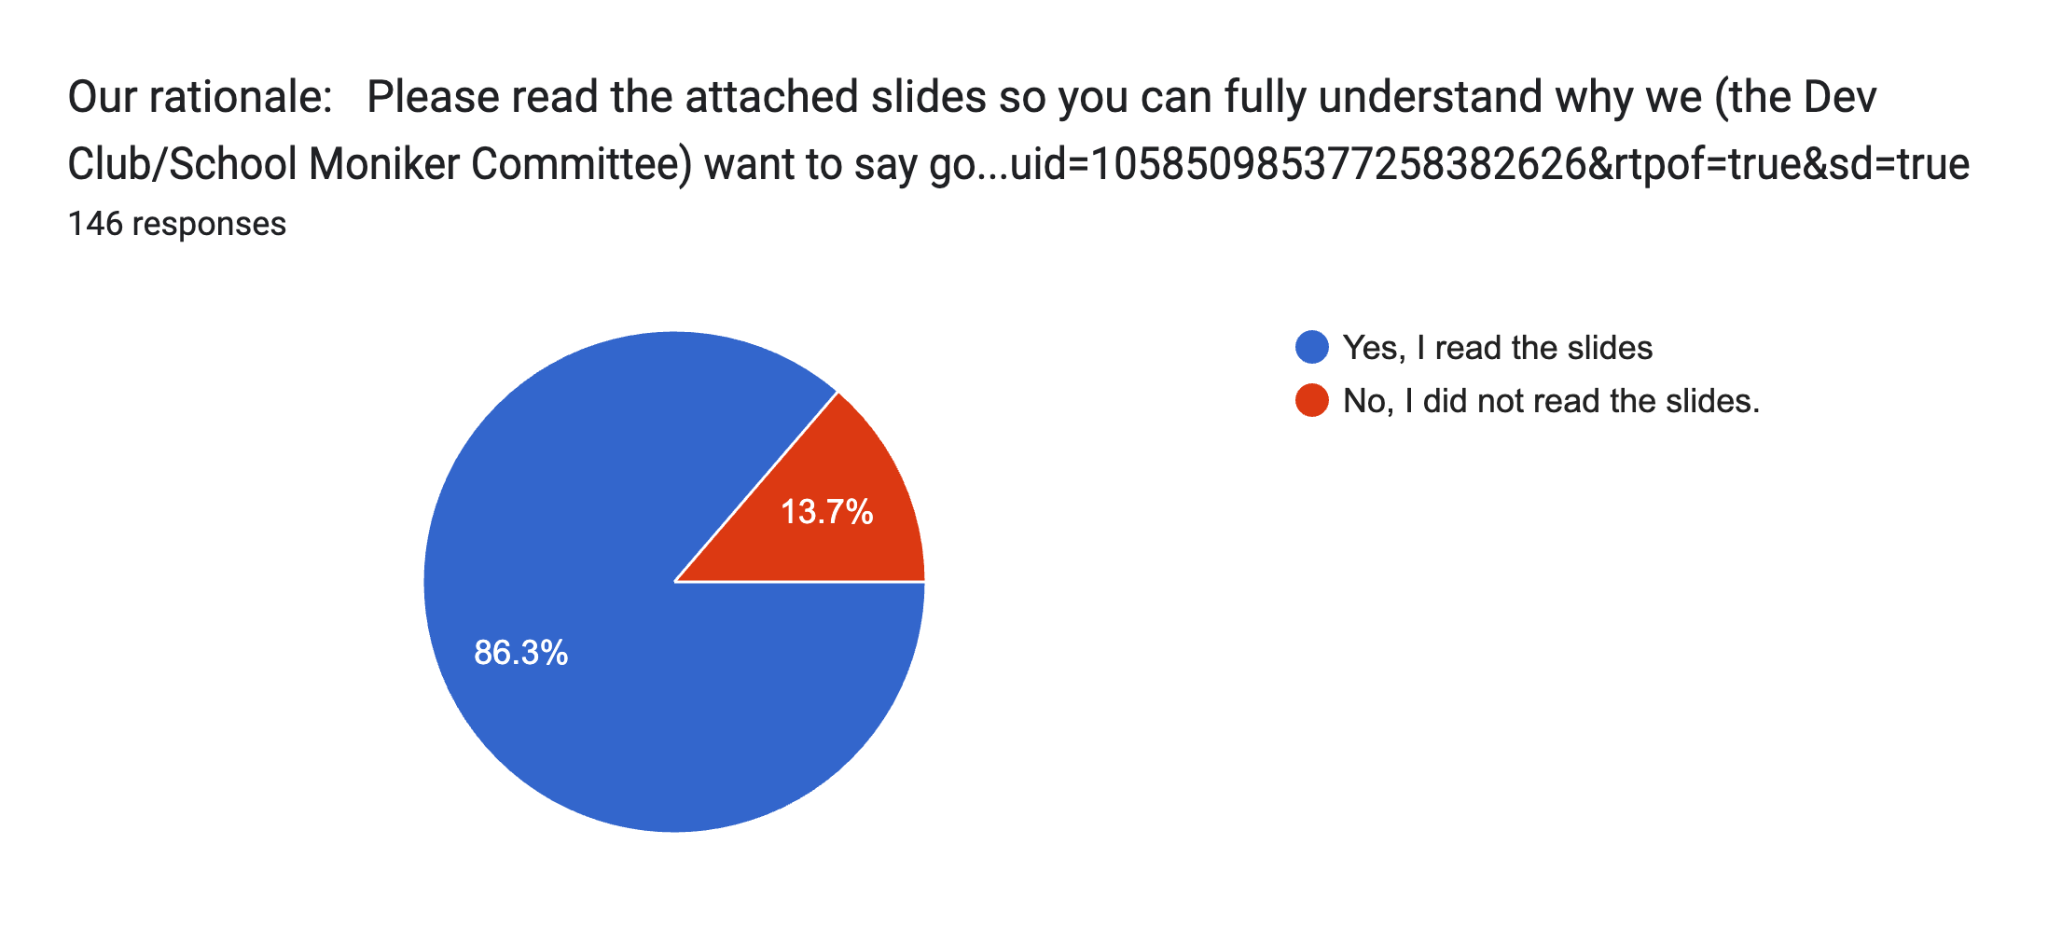 Our rationale:   Please read the attached slides so you can fully understand why we (the Dev
Club/School Moniker Committee) want to say go...uid=105850985377258382626&rtpof=true&sd=true
146 responses
Yes, I read the slides
No, I did not read the slides.
13.7%
86.3%